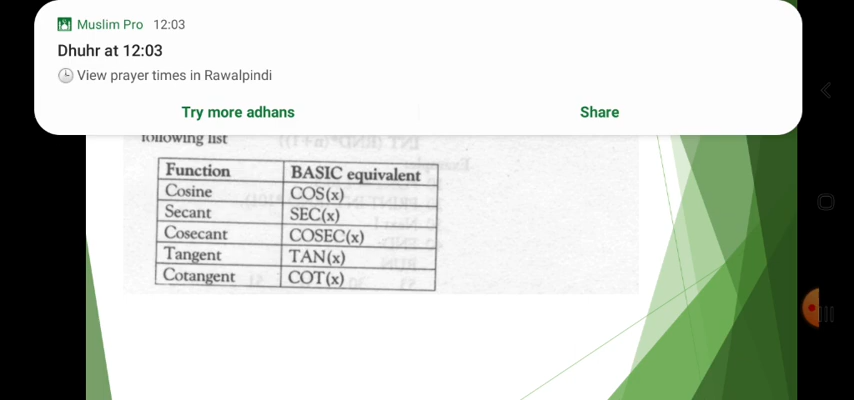 Muslim Pro 12:03
Dhuhr at 12:03
View prayer times in Rawalpindi
Try more adhans Share
following list
Function BASIC equivalent
Cosine COS(x)
Secant SEC(x)
Cosecant COSEC(x)
Tangent TAN(x)
Cotangent COT(x)